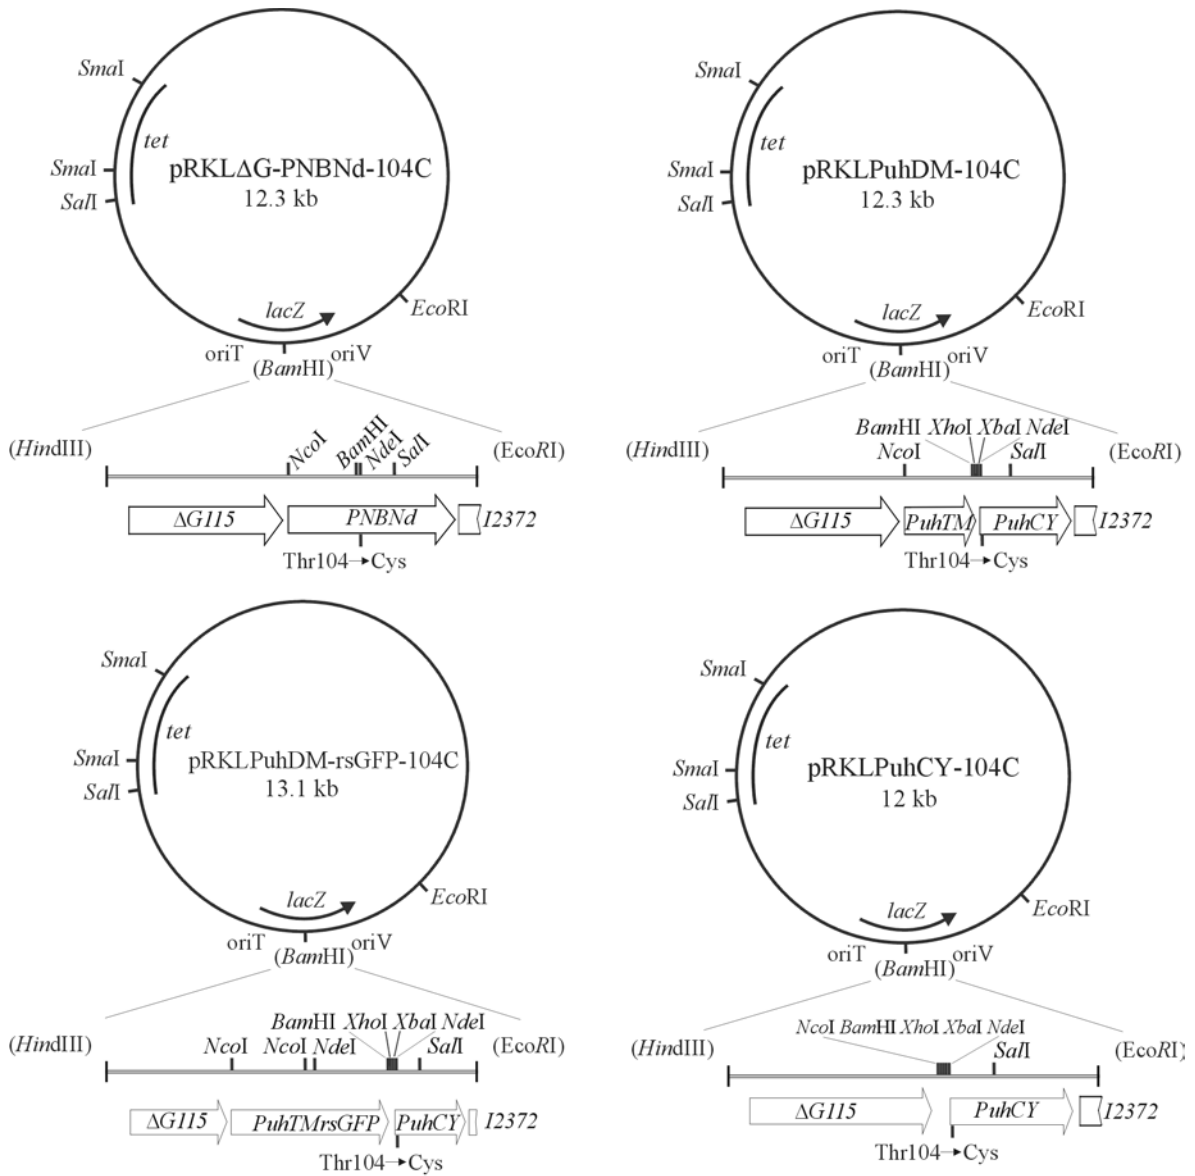 SmaI
SmaI
tet
SmaI
tet
SmaI
pRKLΔG-PNBNd-104C
12.3 kb
SalI
pRKLPuhDM-104C
12.3 kb
SalI
lacZ
EcoRI
lacZ
EcoRI
oriT
oriV
(BamHI)
oriT
oriV
(BamHI)
(HindIII)
NcoI
BamHI
NdeI
SalI
(EcoRI)
(HindIII)
BamHI XhoI XbaI NdeI
NcoI
SalI
(EcoRI)
ΔG115
PNBNd
I2372
ΔG115
PuhTM
PuhCY
I2372
Thr104→Cys
Thr104→Cys
SmaI
SmaI
tet
SmaI
tet
SmaI
pRKLPuhDM-rsGFP-104C
13.1 kb
SalI
pRKLPuhCY-104C
12 kb
SalI
lacZ
EcoRI
lacZ
EcoRI
oriT
oriV
(BamHI)
oriT
oriV
(BamHI)
(HindIII)
BamHI XhoI XbaI NdeI
NcoI
NcoI
NdeI
SalI
(EcoRI)
(HindIII)
NcoI BamHI XhoI XbaI NdeI
SalI
(EcoRI)
ΔG115
PuhTMrsGFP
PuhCY
I2372
ΔG115
PuhCY
I2372
Thr104→Cys
Thr104→Cys